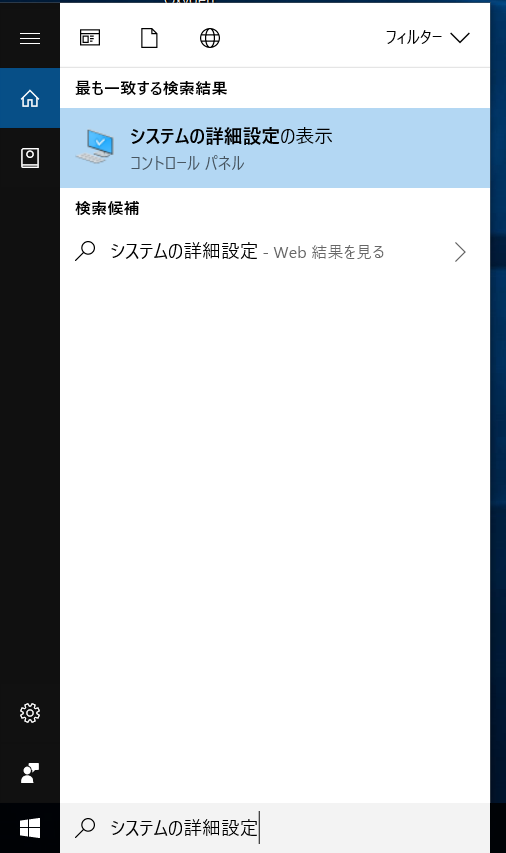 フィルター
最も一致する検索結果
システムの詳細設定の表示
コントロール パネル
検索候補
システムの詳細設定 - Web 結果を見る
システムの詳細設定